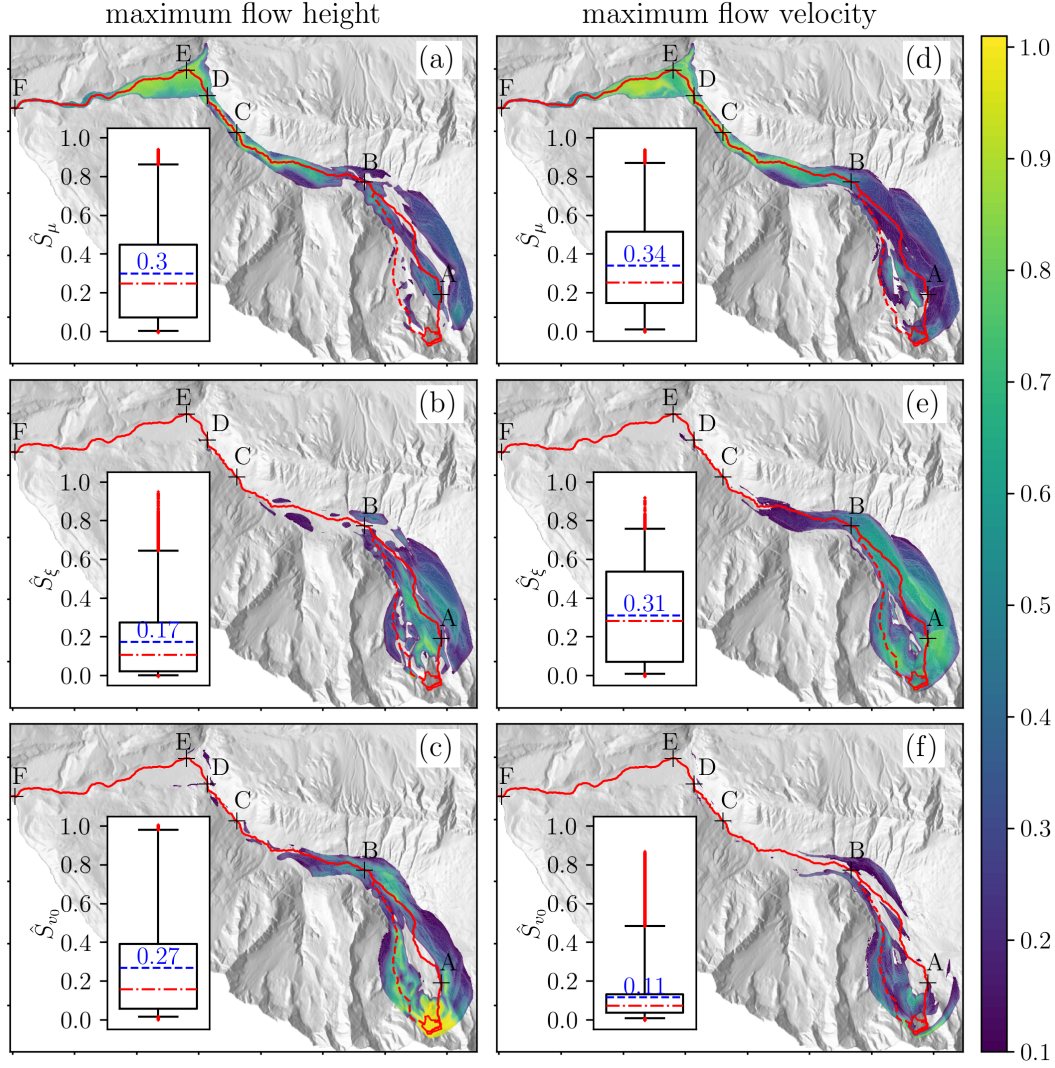 maximum flow height
maximum flow velocity
(a)
E
D
F
C
B
A
1.0
0.8
0.6
0.4
0.2
0.0
Ŝμ
0.3
(d)
E
D
F
C
B
A
1.0
0.8
0.6
0.4
0.2
0.0
Ŝμ
0.34
(b)
E
D
F
C
B
A
1.0
0.8
0.6
0.4
0.2
0.0
Ŝξ
0.17
(e)
E
D
F
C
B
A
1.0
0.8
0.6
0.4
0.2
0.0
Ŝξ
0.31
(c)
E
D
F
C
B
A
1.0
0.8
0.6
0.4
0.2
0.0
Ŝv0
0.27
(f)
E
D
F
C
B
A
1.0
0.8
0.6
0.4
0.2
0.0
Ŝv0
0.11
1.0
0.9
0.8
0.7
0.6
0.5
0.4
0.3
0.2
0.1